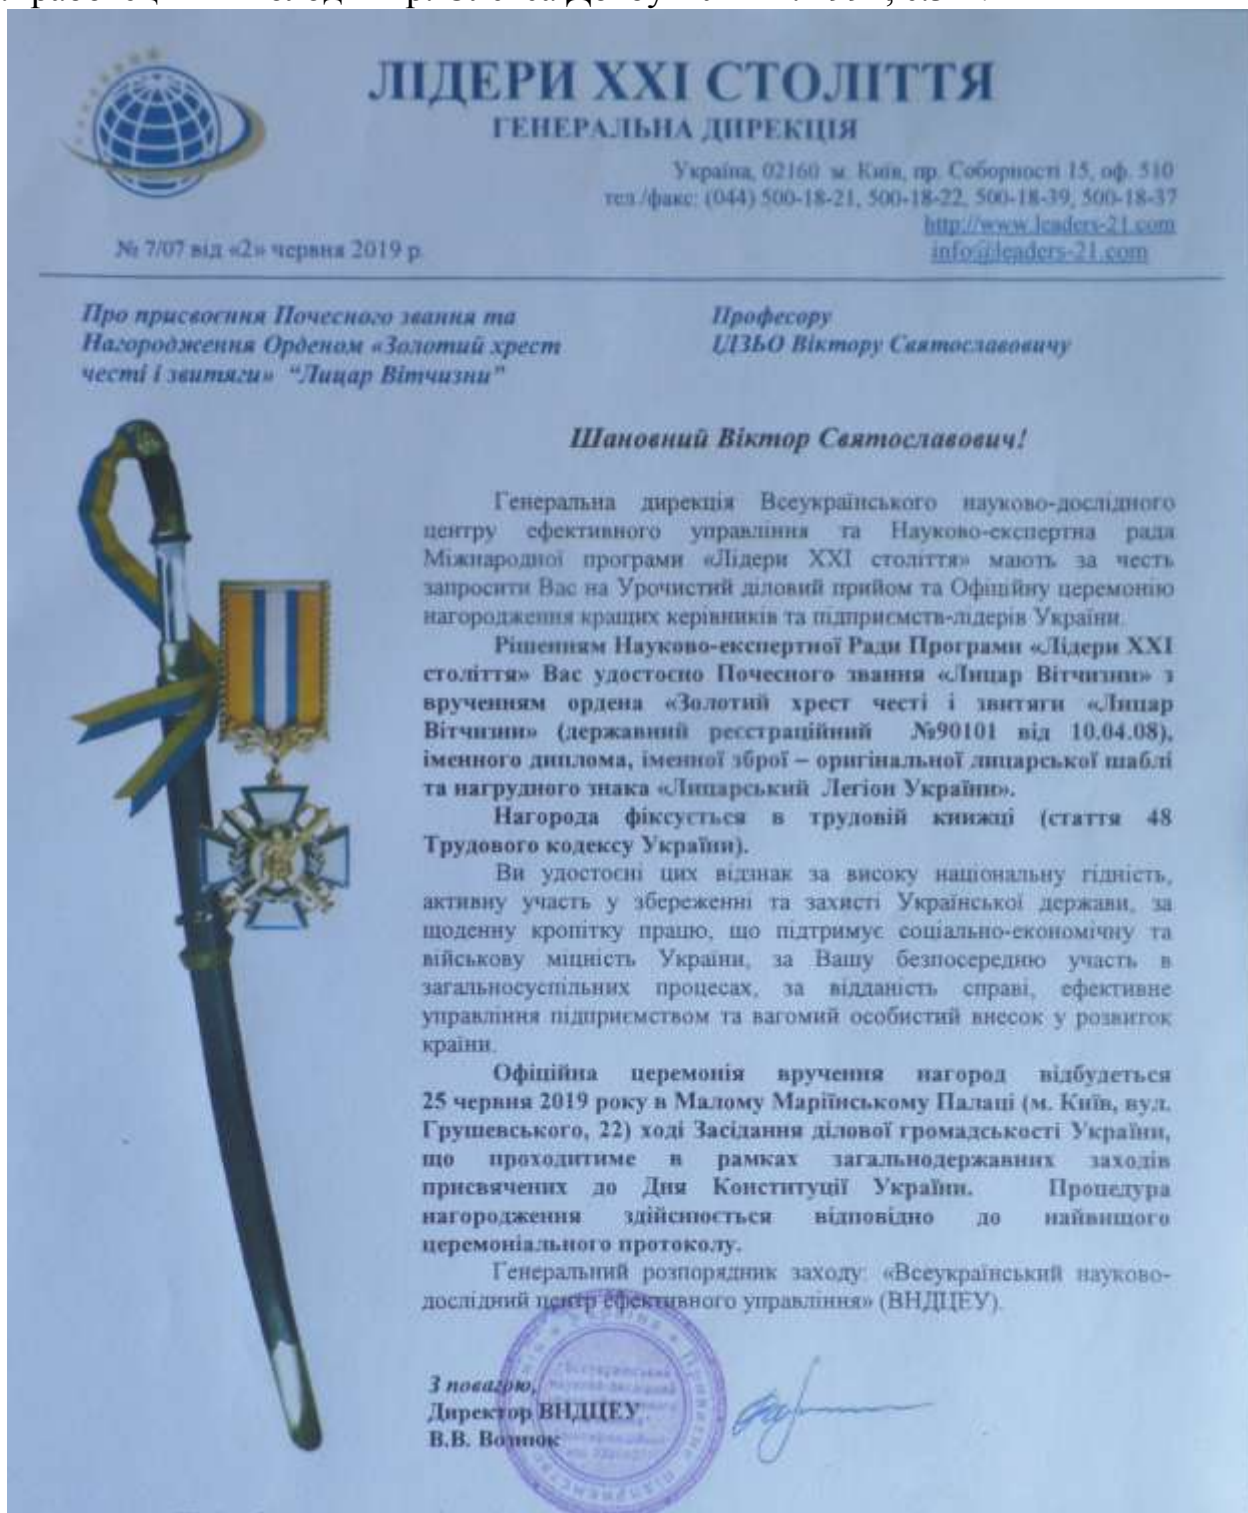 ЛІДЕРИ ХХІ СТОЛІТТЯ
ГЕНЕРАЛЬНА ДИРЕКЦІЯ
Україна, 02160 м. Київ, пр. Соборності 15, оф. 510
тел./факс: (044) 500-18-21, 500-18-22, 500-18-39, 500-18-37
http://www.leaders-21.com
info@leaders-21.com
№ 7/07 від «2» червня 2019 р.
Про присвоєння Почесного звання та
Нагородження Орденом «Золотий хрест
честі і звитяги» “Лицар Вітчизни”
Професору
ІДЗЬО Віктору Святославовичу
Шановний Віктор Святославович!
Генеральна дирекція Всеукраїнського науково-дослідного
центру ефективного управління та Науково-експертна рада
Міжнародної програми «Лідери ХХІ століття» мають за честь
запросити Вас на Урочистий діловий прийом та Офіційну церемонію
нагородження кращих керівників та підприємств-лідерів України.
Рішенням Науково-експертної Ради Програми «Лідери ХХІ
століття» Вас удостоєно Почесного звання «Лицар Вітчизни» з
врученням ордена «Золотий хрест честі і звитяги «Лицар
Вітчизни» (державний реєстраційний №90101 від 10.04.08),
іменного диплома, іменної зброї – оригінальної лицарської шаблі
та нагрудного знака «Лицарський Легіон України».
Нагорода фіксується в трудовій книжці (стаття 48
Трудового кодексу України).
Ви удостоєні цих відзнак за високу національну гідність,
активну участь у збереженні та захисті Української держави, за
щоденну кропітку працю, що підтримує соціально-економічну та
військову міцність України, за Вашу безпосередню участь в
загальносуспільних процесах, за відданість справі, ефективне
управління підприємством та вагомий особистий внесок у розвиток
країни.
Офіційна церемонія вручення нагород відбудеться
25 червня 2019 року в Малому Маріїнському Палаці (м. Київ, вул.
Грушевського, 22) ході Засідання ділової громадськості України,
що проходитиме в рамках загальнодержавних заходів
присвячених до Дня Конституції України. Процедура
нагородження здійснюється відповідно до найвищого
церемоніального протоколу.
Генеральний розпорядник заходу: «Всеукраїнський науково-
дослідний центр ефективного управління» (ВНДЦЕУ).
З повагою,
Директор ВНДЦЕУ
В.В. Вознюк